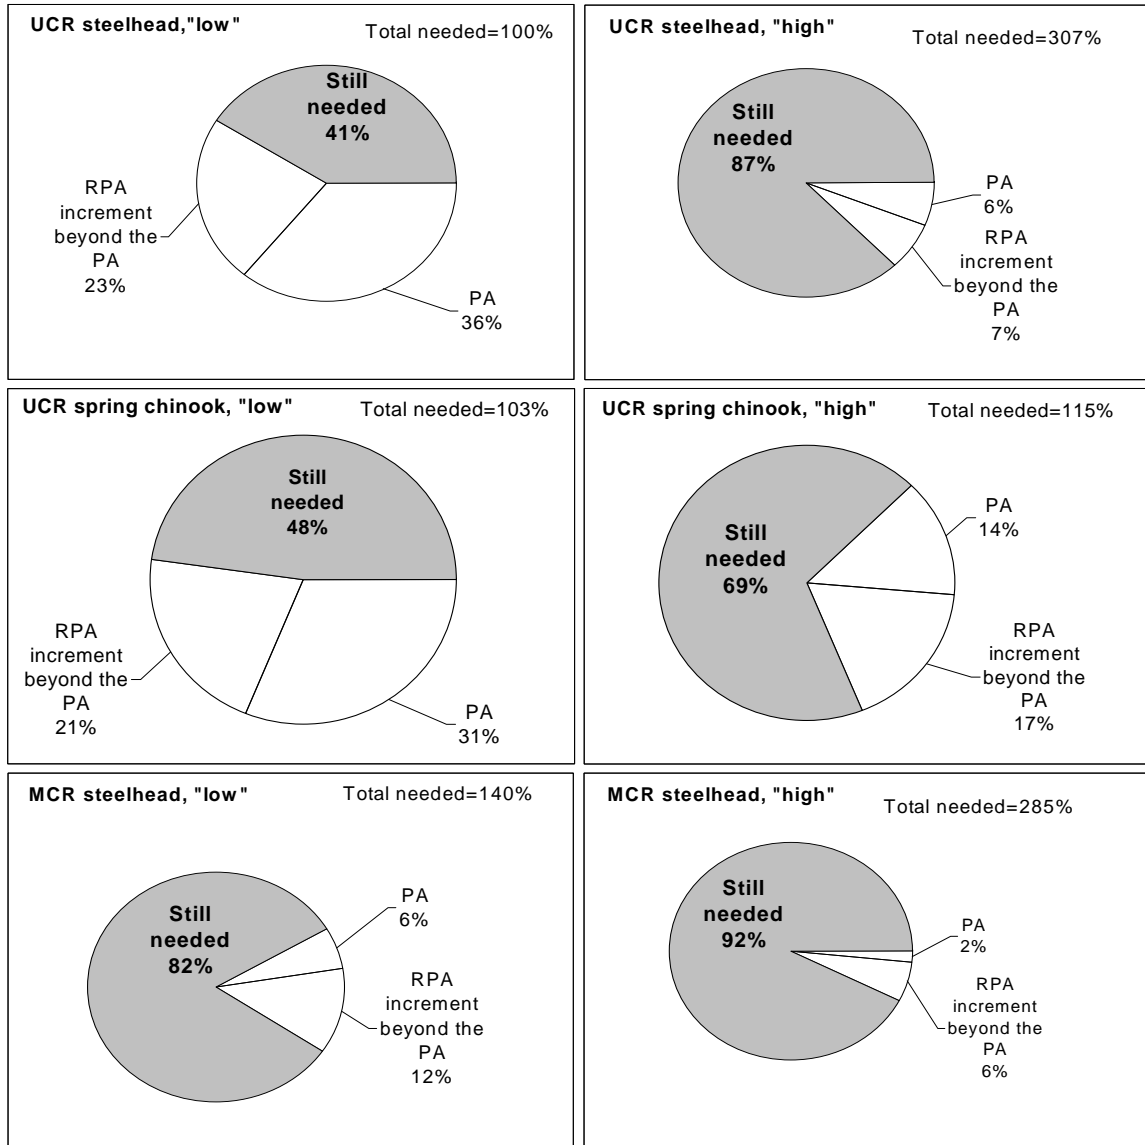 UCR steelhead,"low"
Total needed=100%
Still
needed
41%
RPA
increment
beyond the
PA
23%
PA
36%
UCR steelhead, "high"
Total needed=307%
Still
needed
87%
PA
6%
RPA
increment
beyond the
PA
7%
UCR spring chinook, "low"
Total needed=103%
Still
needed
48%
RPA
increment
beyond the
PA
21%
PA
31%
UCR spring chinook, "high"
Total needed=115%
Still
needed
69%
PA
14%
RPA
increment
beyond the
PA
17%
MCR steelhead, "low"
Total needed=140%
Still
needed
82%
PA
6%
RPA
increment
beyond the
PA
12%
MCR steelhead, "high"
Total needed=285%
Still
needed
92%
PA
2%
RPA
increment
beyond the
PA
6%